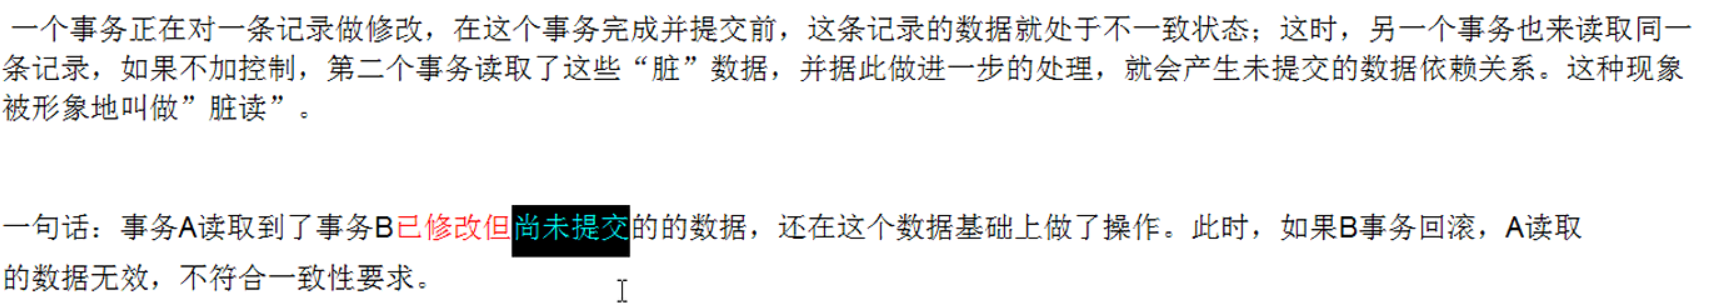 一个事务正在对一条记录做修改，在这个事务完成并提交前，这条记录的数据就处于不一致状态；这时，另一个事务也来读取同一
条记录，如果不加控制，第二个事务读取了这些“脏”数据，并据此做进一步的处理，就会产生未提交的数据依赖关系。这种现象
被形象地叫做”脏读”。
一句话：事务A读取到了事务B已修改但尚未提交的的数据，还在这个数据基础上做了操作。此时，如果B事务回滚，A读取
的数据无效，不符合一致性要求。